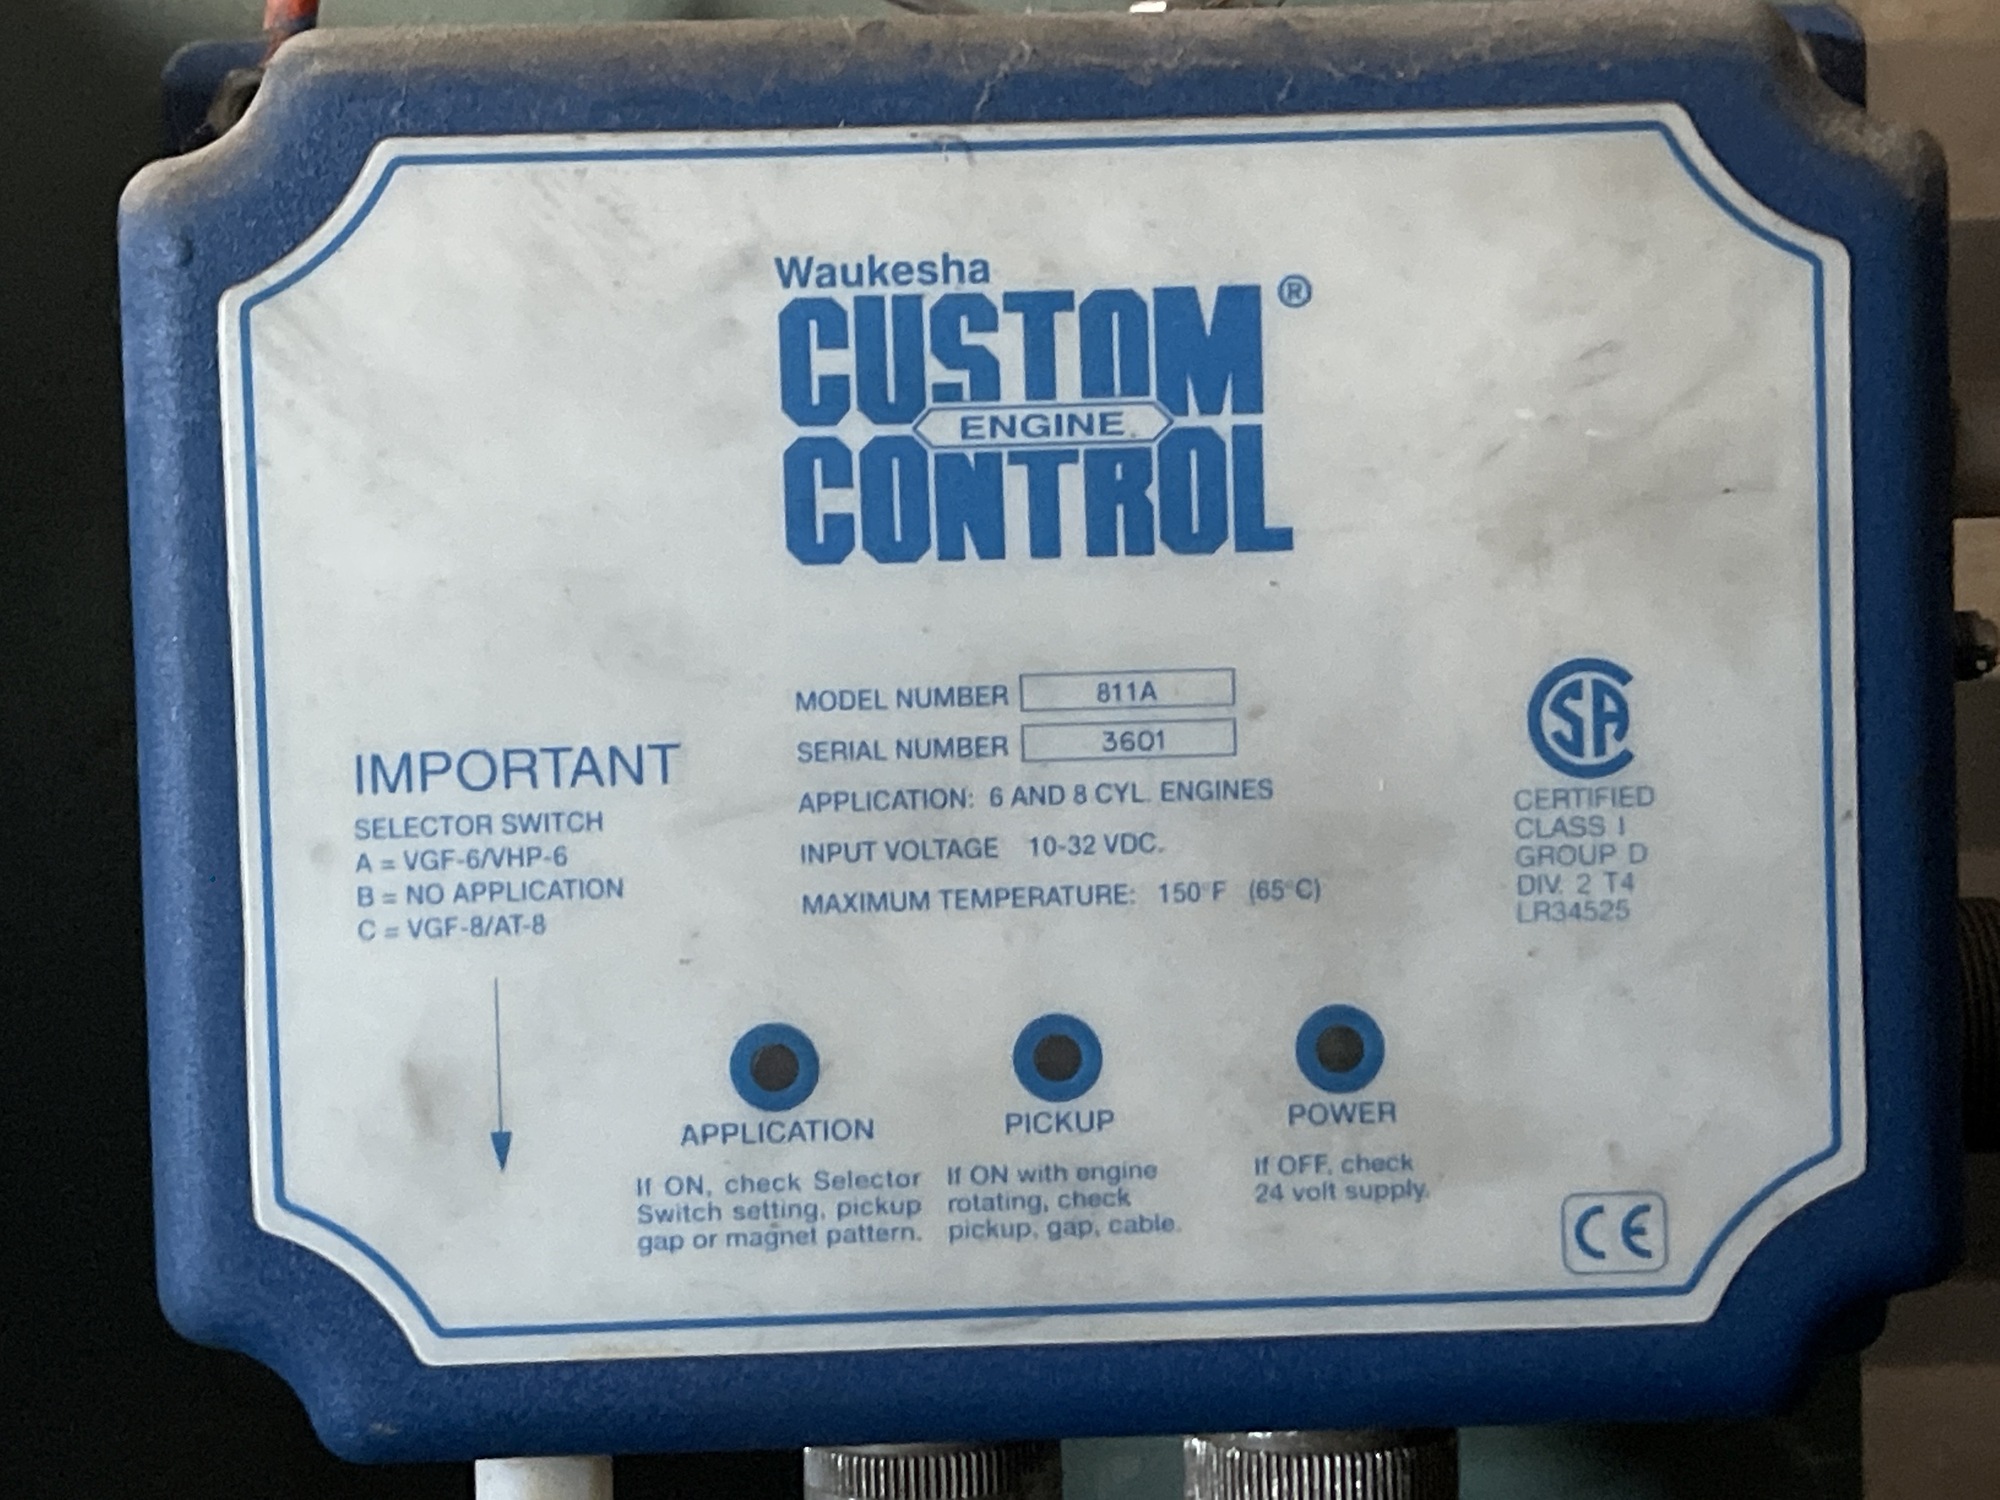 Waukesha
CUSTOM ®
ENGINE
CONTROL
MODEL NUMBER 811A
SERIAL NUMBER 3601
APPLICATION: 6 AND 8 CYL. ENGINES
INPUT VOLTAGE 10-32 VDC.
MAXIMUM TEMPERATURE: 150°F (65°C)
IMPORTANT
SELECTOR SWITCH
A = VGF-6/VHP-6
B = NO APPLICATION
C = VGF-8/AT-8
CSA
CERTIFIED
CLASS I
GROUP D
DIV. 2 T4
LR34525
APPLICATION
If ON, check Selector
Switch setting, pickup
gap or magnet pattern.
PICKUP
If ON with engine
rotating, check
pickup, gap, cable.
POWER
If OFF, check
24 volt supply.
CE